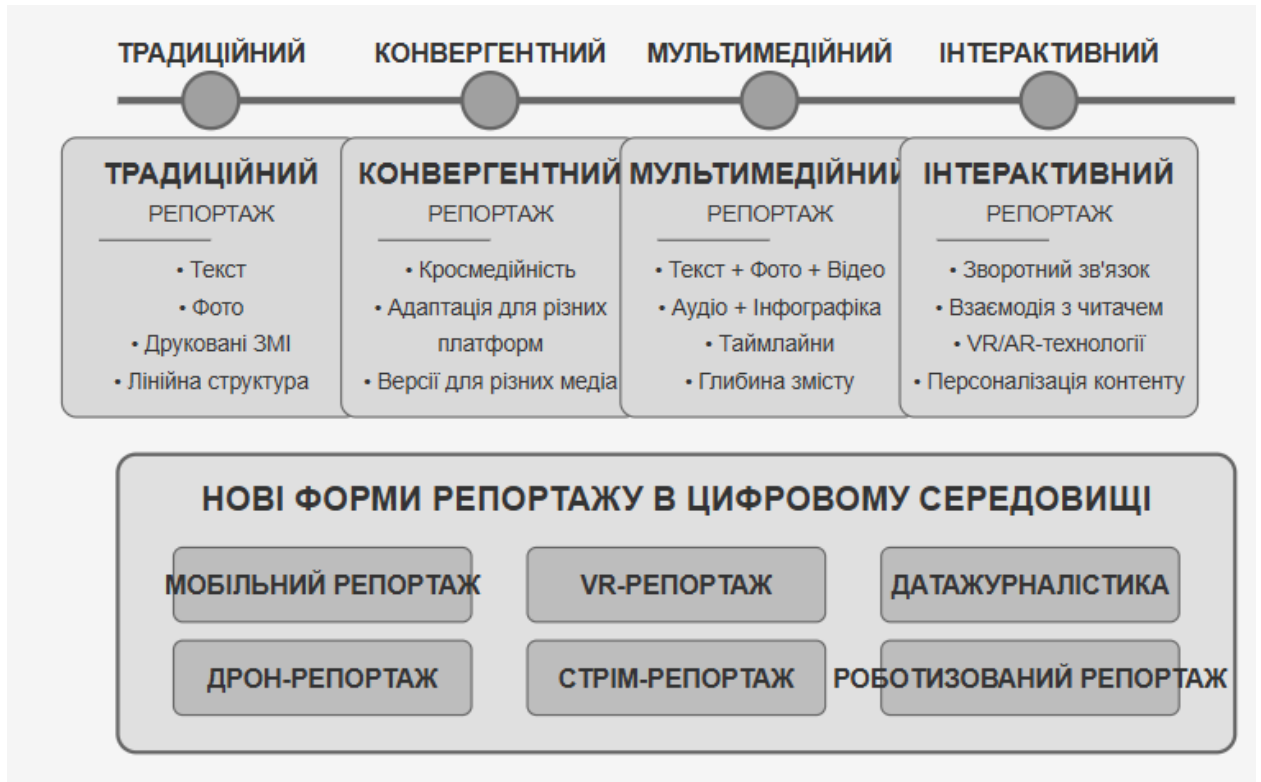 ТРАДИЦІЙНИЙ КОНВЕРГЕНТНИЙ МУЛЬТИМЕДІЙНИЙ ІНТЕРАКТИВНИЙ
ТРАДИЦІЙНИЙ
РЕПОРТАЖ
• Текст
• Фото
• Друковані ЗМІ
• Лінійна структура
КОНВЕРГЕНТНИЙ
РЕПОРТАЖ
• Кросмедійність
• Адаптація для різних
платформ
• Версії для різних медіа
МУЛЬТИМЕДІЙНИЙ
РЕПОРТАЖ
• Текст + Фото + Відео
• Аудіо + Інфографіка
• Таймлайни
• Глибина змісту
ІНТЕРАКТИВНИЙ
РЕПОРТАЖ
• Зворотний зв'язок
• Взаємодія з читачем
• VR/AR-технології
• Персоналізація контенту
НОВІ ФОРМИ РЕПОРТАЖУ В ЦИФРОВОМУ СЕРЕДОВИЩІ
МОБІЛЬНИЙ РЕПОРТАЖ
VR-РЕПОРТАЖ
ДАТАЖУРНАЛІСТИКА
ДРОН-РЕПОРТАЖ
СТРІМ-РЕПОРТАЖ
РОБОТИЗОВАНИЙ РЕПОРТАЖ